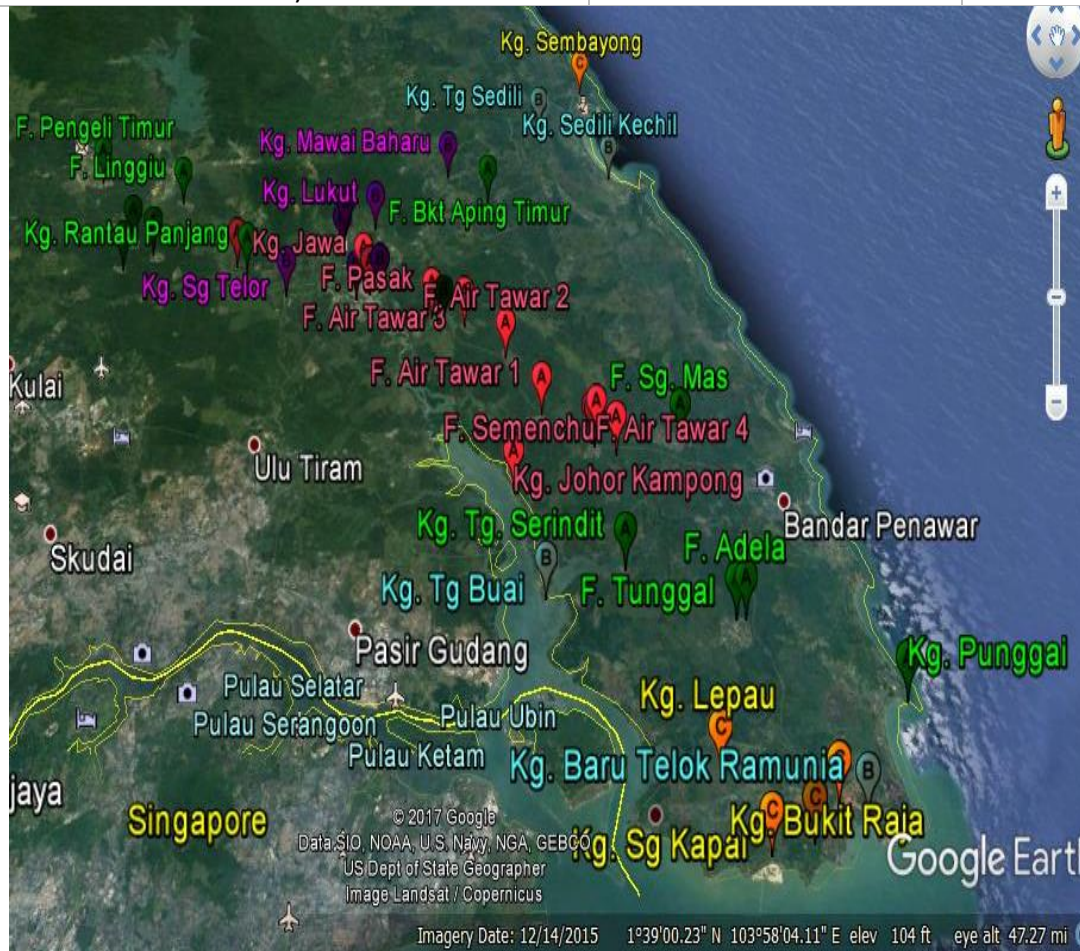 Kg. Sembayong
Kg. Tg Sedili
B
Kg. Sedili Kechil
B
F. Pengeli Timur
Kg. Mawai Baharu
F. Linggiu
A
A
Kg. Lukut
F. Bkt Aping Timur
Kg. Rantau Panjang
Kg. Jawa
F. Pasak
Kg. Sg Telor
F. Air Tawar 2
F. Air Tawar 3
A
F. Air Tawar 1
A
F. Sg. Mas
A
A
Kulai
F. Semenchu
F. Air Tawar 4
A
Ulu Tiram
Kg. Johor Kampong
Kg. Tg. Serindit
A
Bandar Penawar
Skudai
F. Adela
B
Kg. Tg Buai
F. Tunggal
A
Pasir Gudang
Kg. Punggai
Pulau Selatar
Kg. Lepau
Pulau Serangoon
Pulau Ubin
C
Pulau Ketam
Kg. Baru Telok Ramunia
B
jaya
C
C
Singapore
Kg. Bukit Raja
Kg. Sg Kapal
© 2017 Google
Data SIO, NOAA, U.S. Navy, NGA, GEBCO
US Dept of State Geographer
Image Landsat / Copernicus
Google Earth
Imagery Date: 12/14/2015 1°39'00.23" N 103°58'04.11" E elev 104 ft eye alt 47.27 mi